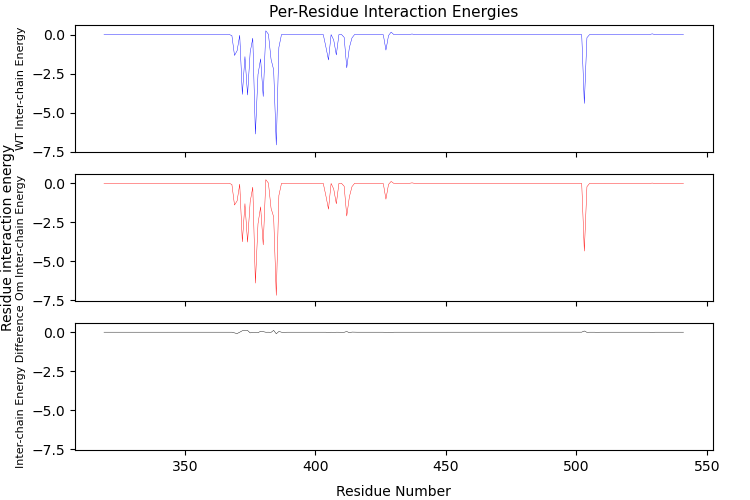 Per-Residue Interaction Energies
Residue interaction energy
WT Inter-chain Energy
0.0
−2.5
−5.0
−7.5
Om Inter-chain Energy
0.0
−2.5
−5.0
−7.5
Inter-chain Energy Difference
0.0
−2.5
−5.0
−7.5
350 400 450 500 550
Residue Number